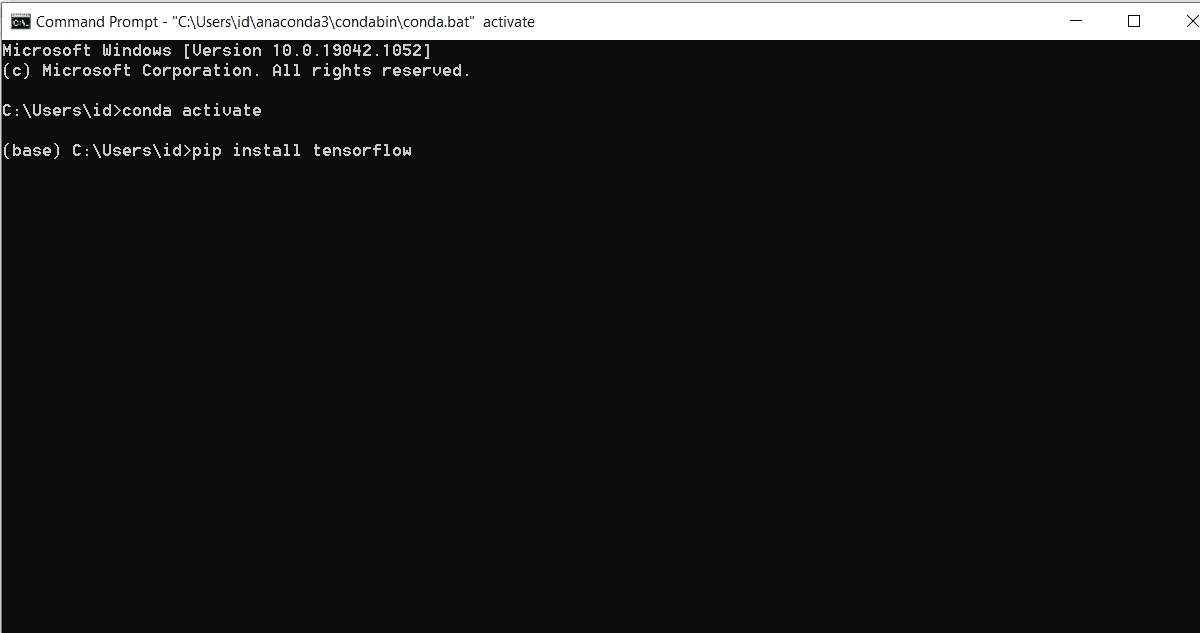 Command Prompt - "C:\Users\id\anaconda3\condabin\conda.bat"  activate
Microsoft Windows [Version 10.0.19042.1052]
(c) Microsoft Corporation. All rights reserved.
C:\Users\id>conda activate
(base) C:\Users\id>pip install tensorflow